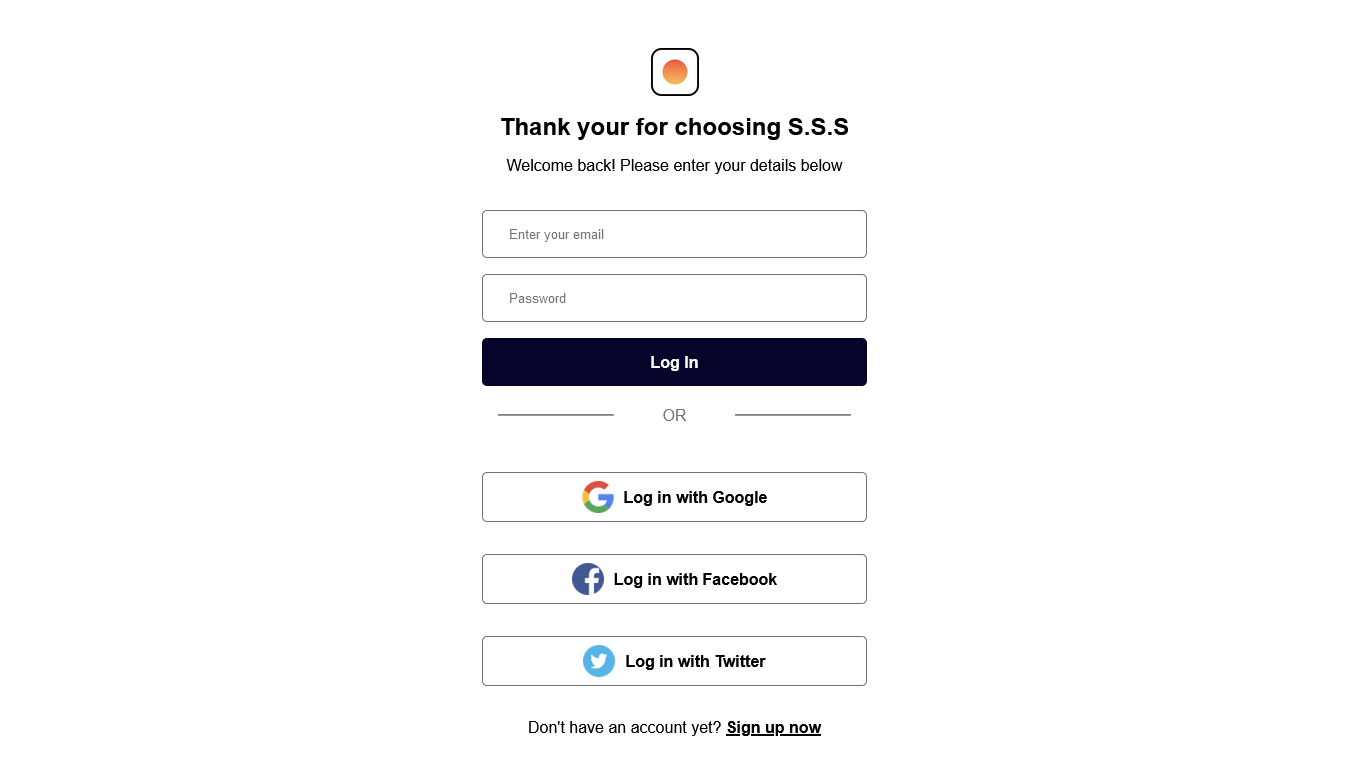 Thank your for choosing S.S.S
Welcome back! Please enter your details below
Enter your email
Password
Log In
OR
Log in with Google
Log in with Facebook
Log in with Twitter
Don't have an account yet? Sign up now